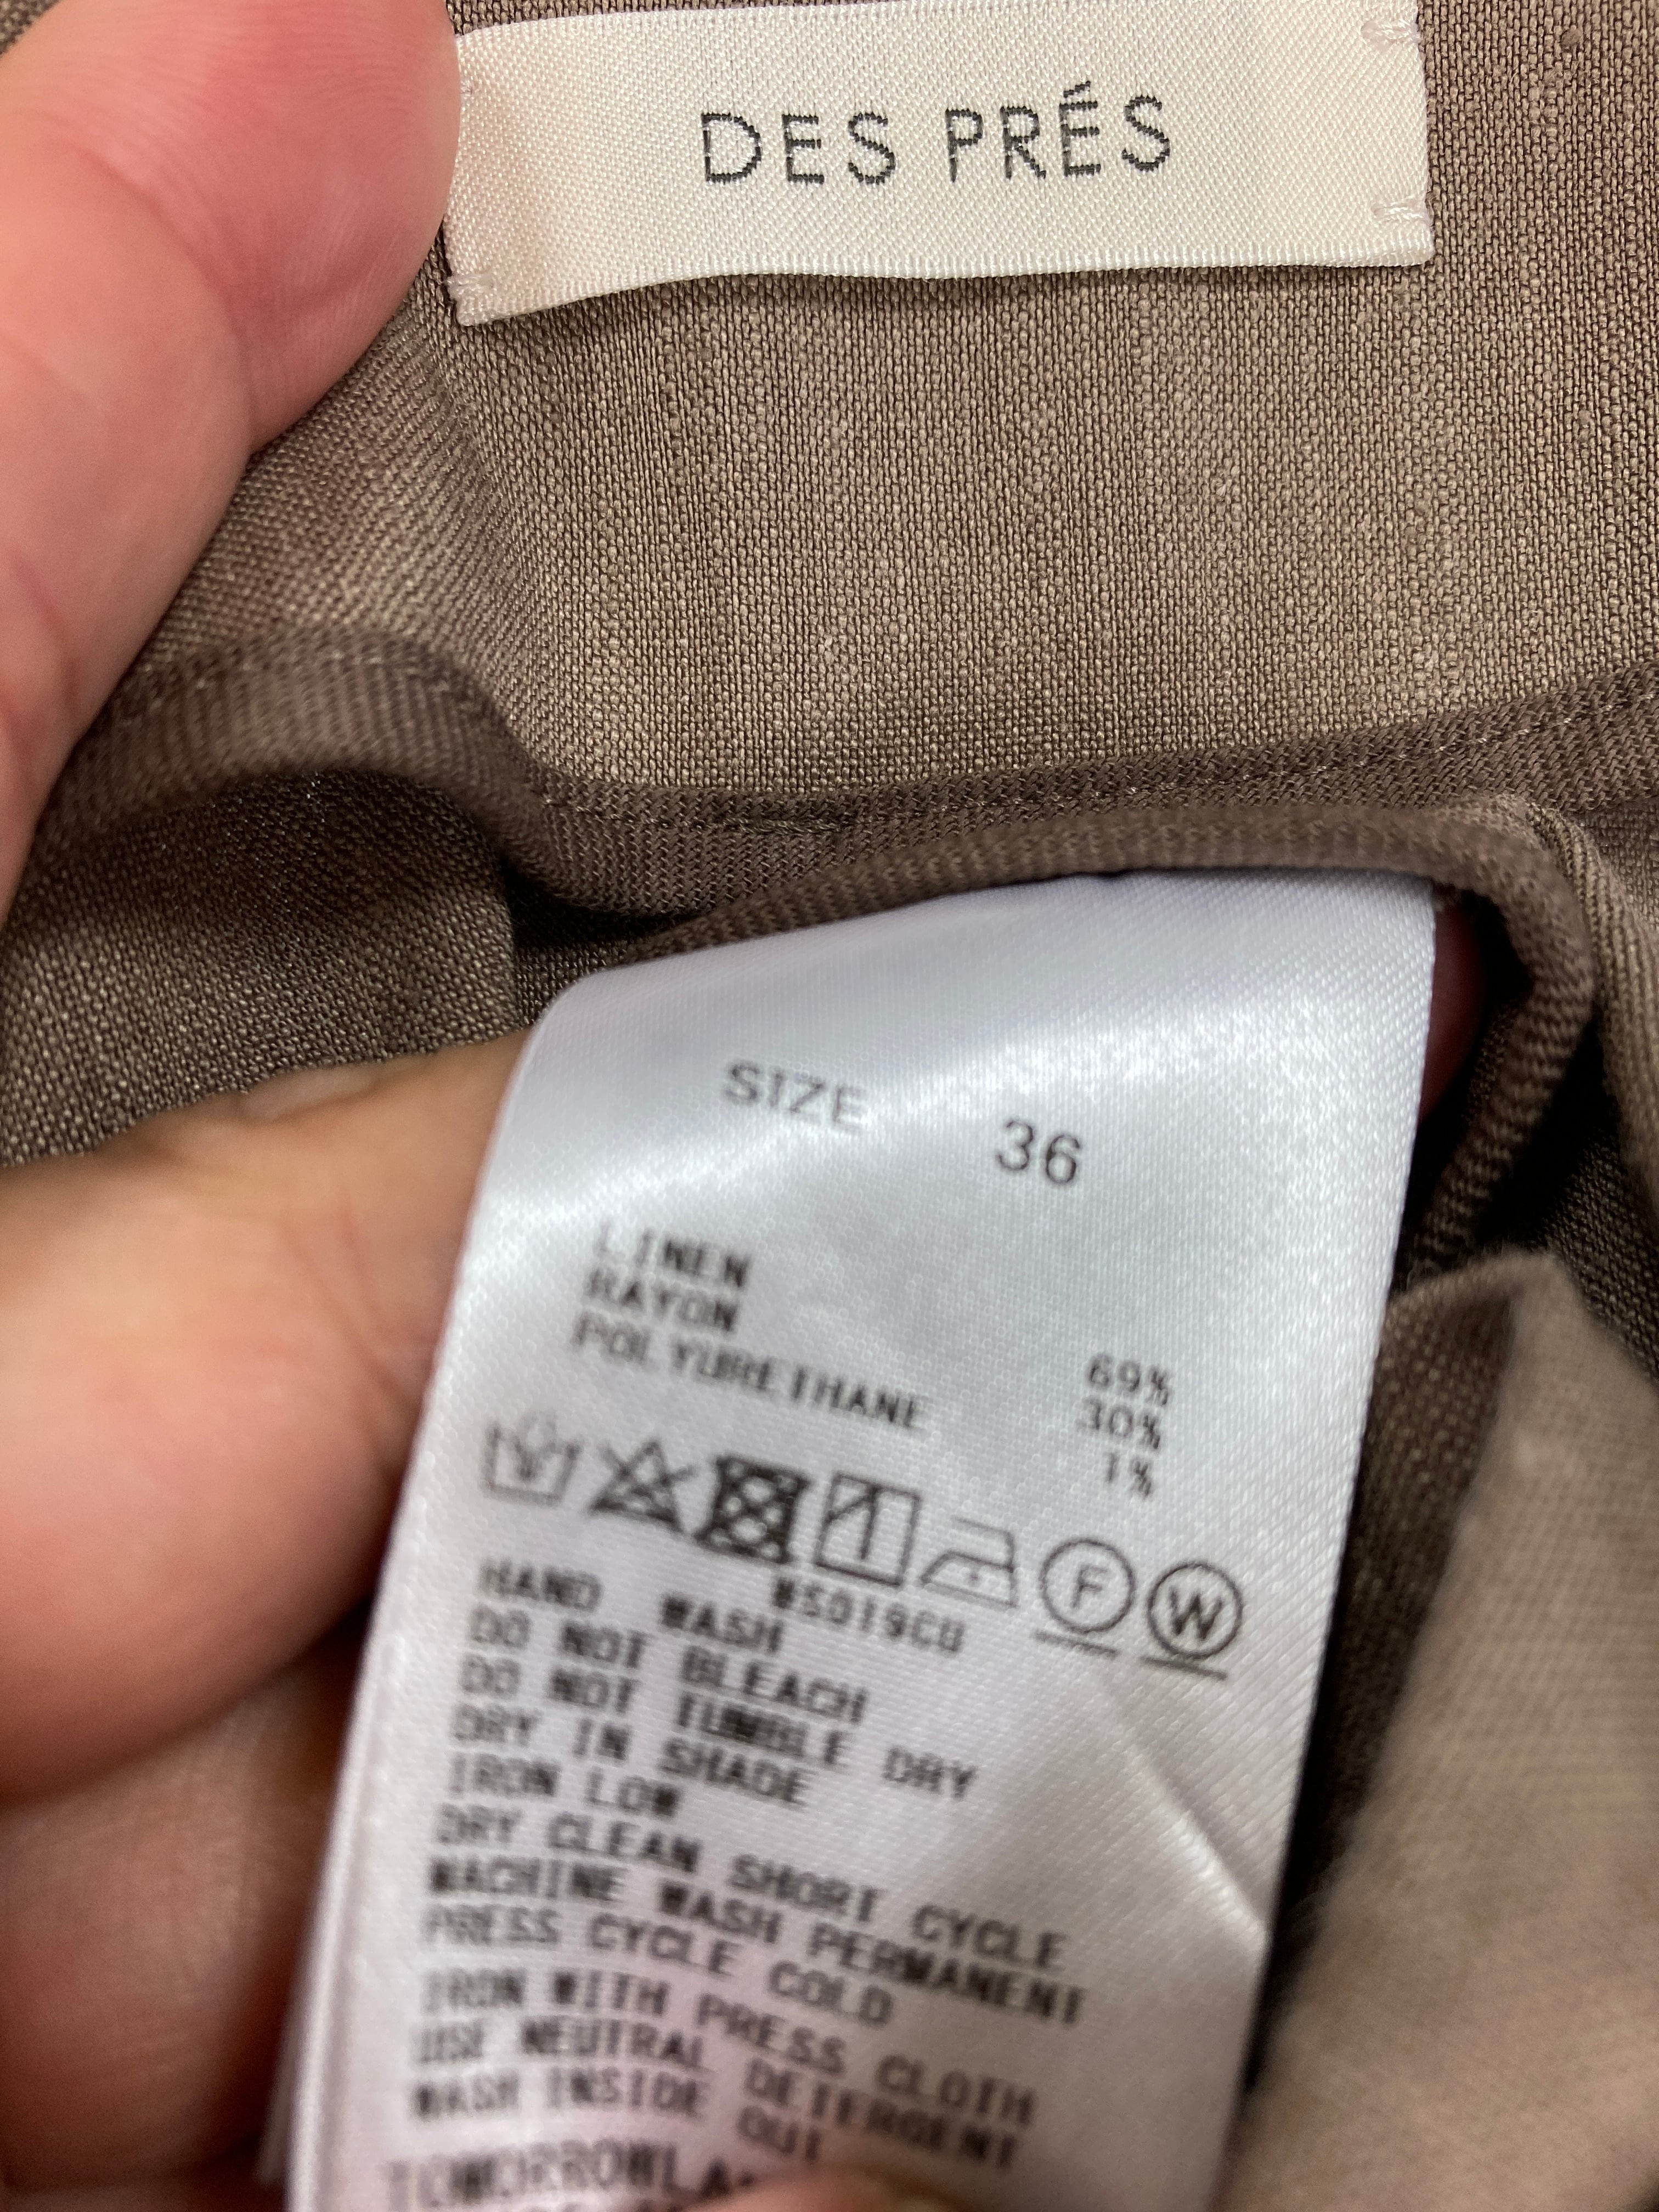 DES PRÉS
SIZE 36
LINEN 69%
RAYON 30%
POLYURETHANE 1%
F W
WS019CU
HAND WASH
DO NOT BLEACH
DO NOT TUMBLE DRY
DRY IN SHADE
IRON LOW
DRY CLEAN SHORT CYCLE
MACHINE WASH PERMANENT
PRESS CYCLE COLD
IRON WITH PRESS CLOTH
USE NEUTRAL DETERGENT
WASH INSIDE OUT